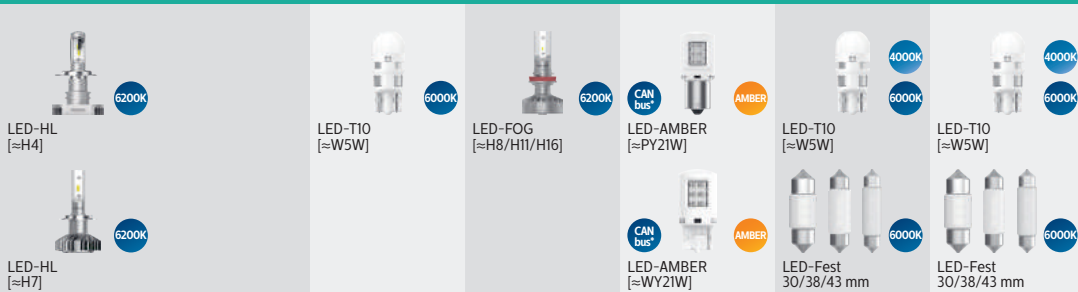 6200K
LED-HL
[≈H4]
6200K
LED-HL
[≈H7]
6000K
LED-T10
[≈W5W]
6200K
LED-FOG
[≈H8/H11/H16]
CAN
bus*
AMBER
LED-AMBER
[≈PY21W]
CAN
bus*
AMBER
LED-AMBER
[≈WY21W]
4000K
6000K
LED-T10
[≈W5W]
6000K
LED-Fest
30/38/43 mm
4000K
6000K
LED-T10
[≈W5W]
6000K
LED-Fest
30/38/43 mm